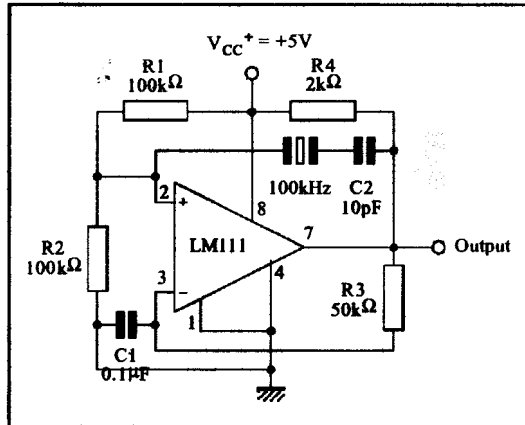 V_CC^+ = +5V
R1
100kΩ
R4
2kΩ
100kHz
C2
10pF
2
+
8
LM111
7
Output
R2
100kΩ
3
−
4
R3
50kΩ
1
C1
0.1μF